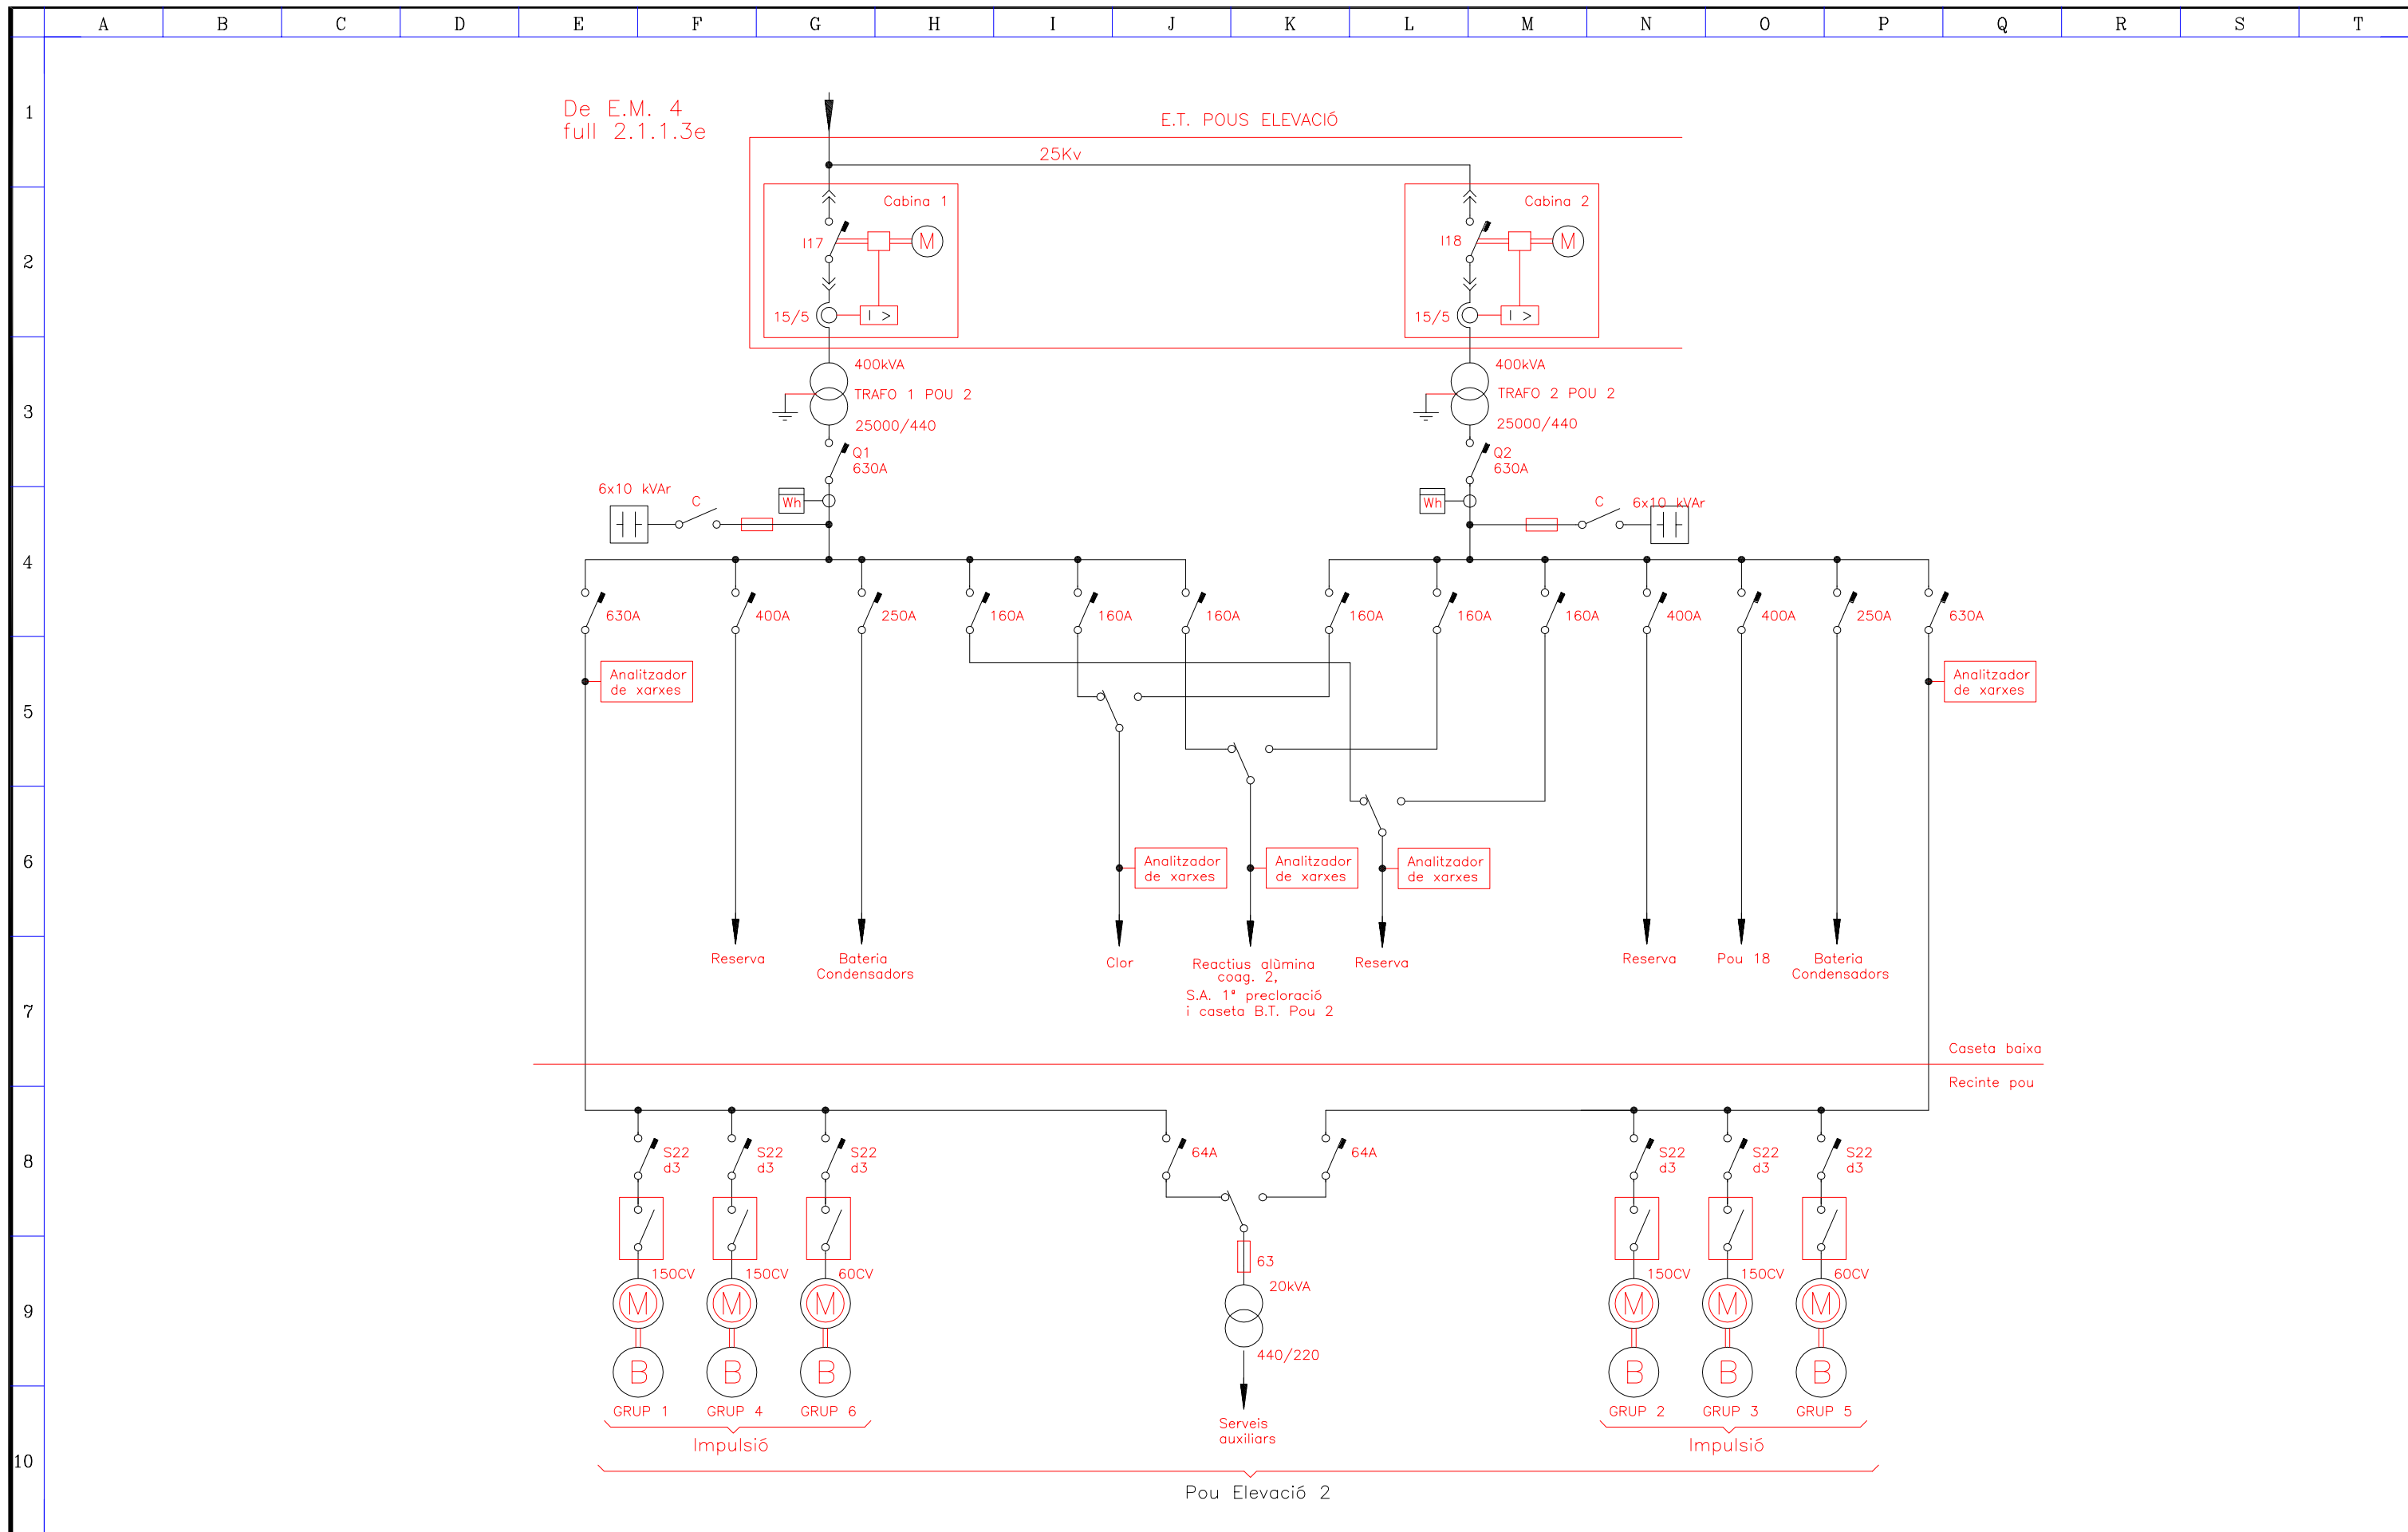 A B C D E F G H I J K L M N O P Q R S T
1
De E.M. 4
full 2.1.1.3e
E.T. POUS ELEVACIÓ
25Kv
2
Cabina 1
I17
M
15/5
I >
Cabina 2
I18
M
15/5
I >
3
400kVA
TRAFO 1 POU 2
25000/440
Q1
630A
400kVA
TRAFO 2 POU 2
25000/440
Q2
630A
6x10 kVAr
C
Wh
Wh
C
6x10 kVAr
4
630A
400A
250A
160A
160A
160A
160A
160A
160A
400A
400A
250A
630A
5
Analitzador
de xarxes
Analitzador
de xarxes
6
Analitzador
de xarxes
Analitzador
de xarxes
Analitzador
de xarxes
Reserva
Bateria
Condensadors
Clor
Reactius alùmina
coag. 2,
S.A. 1ª precloració
i caseta B.T. Pou 2
Reserva
Reserva
Pou 18
Bateria
Condensadors
7
Caseta baixa
Recinte pou
8
S22
d3
S22
d3
S22
d3
64A
64A
S22
d3
S22
d3
S22
d3
9
150CV
M
B
GRUP 1
150CV
M
B
GRUP 4
60CV
M
B
GRUP 6
Impulsió
63
20kVA
440/220
Serveis
auxiliars
150CV
M
B
GRUP 2
150CV
M
B
GRUP 3
60CV
M
B
GRUP 5
Impulsió
10
Pou Elevació 2